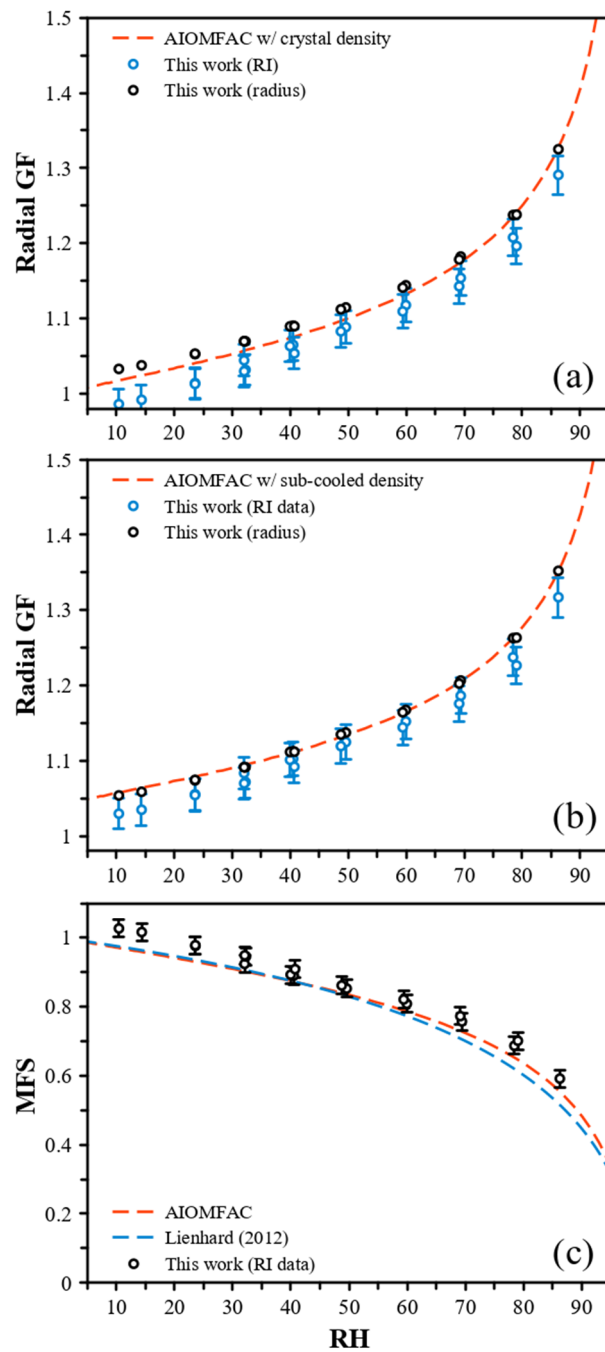 1.5
AIOMFAC w/ crystal density
This work (RI)
This work (radius)
1.4
1.3
1.2
1.1
1
Radial GF
(a)
10 20 30 40 50 60 70 80 90
1.5
AIOMFAC w/ sub-cooled density
This work (RI data)
This work (radius)
1.4
1.3
1.2
1.1
1
Radial GF
(b)
10 20 30 40 50 60 70 80 90
1
0.8
0.6
0.4
0.2
0
MFS
AIOMFAC
Lienhard (2012)
This work (RI data)
(c)
10 20 30 40 50 60 70 80 90
RH